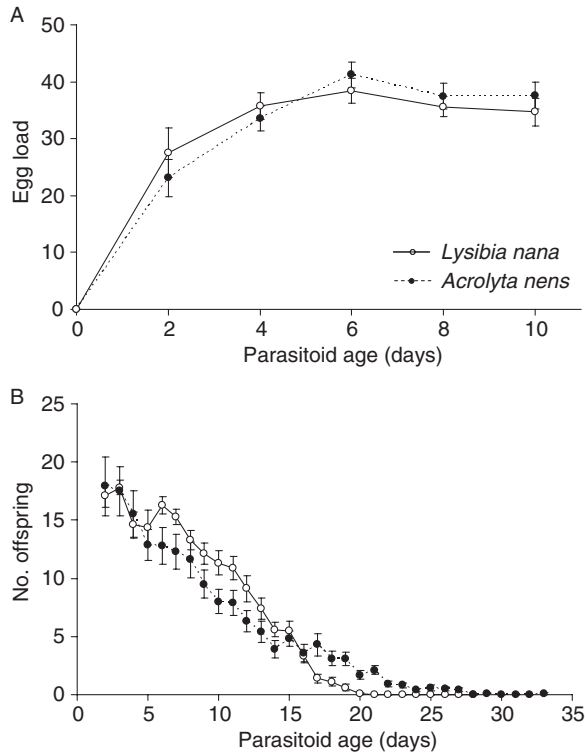 A
50
40
30
20
10
0
Egg load
Lysibia nana
Acrolyta nens
0 2 4 6 8 10
Parasitoid age (days)
B
25
20
15
10
5
0
No. offspring
0 5 10 15 20 25 30 35
Parasitoid age (days)